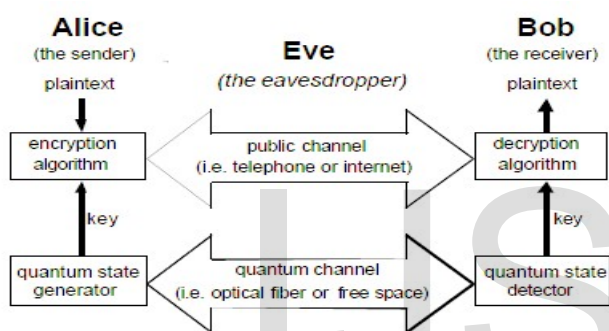 Alice
(the sender)
plaintext
Eve
(the eavesdropper)
Bob
(the receiver)
plaintext
encryption
algorithm
public channel
(i.e. telephone or internet)
decryption
algorithm
key
key
quantum state
generator
quantum channel
(i.e. optical fiber or free space)
quantum state
detector